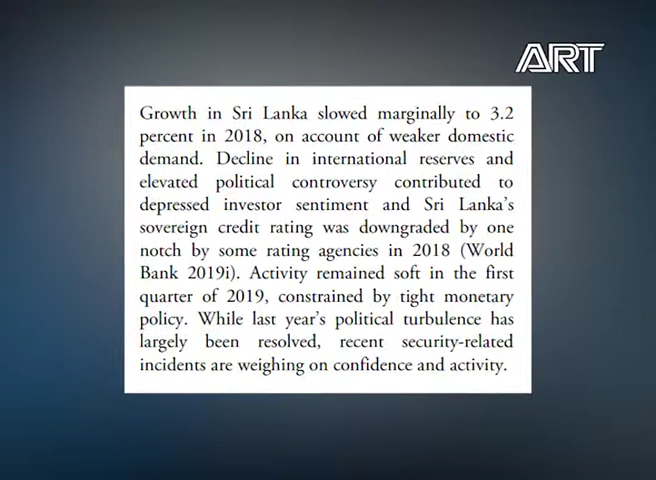 ART
Growth in Sri Lanka slowed marginally to 3.2
percent in 2018, on account of weaker domestic
demand. Decline in international reserves and
elevated political controversy contributed to
depressed investor sentiment and Sri Lanka's
sovereign credit rating was downgraded by one
notch by some rating agencies in 2018 (World
Bank 2019i). Activity remained soft in the first
quarter of 2019, constrained by tight monetary
policy. While last year's political turbulence has
largely been resolved, recent security-related
incidents are weighing on confidence and activity.